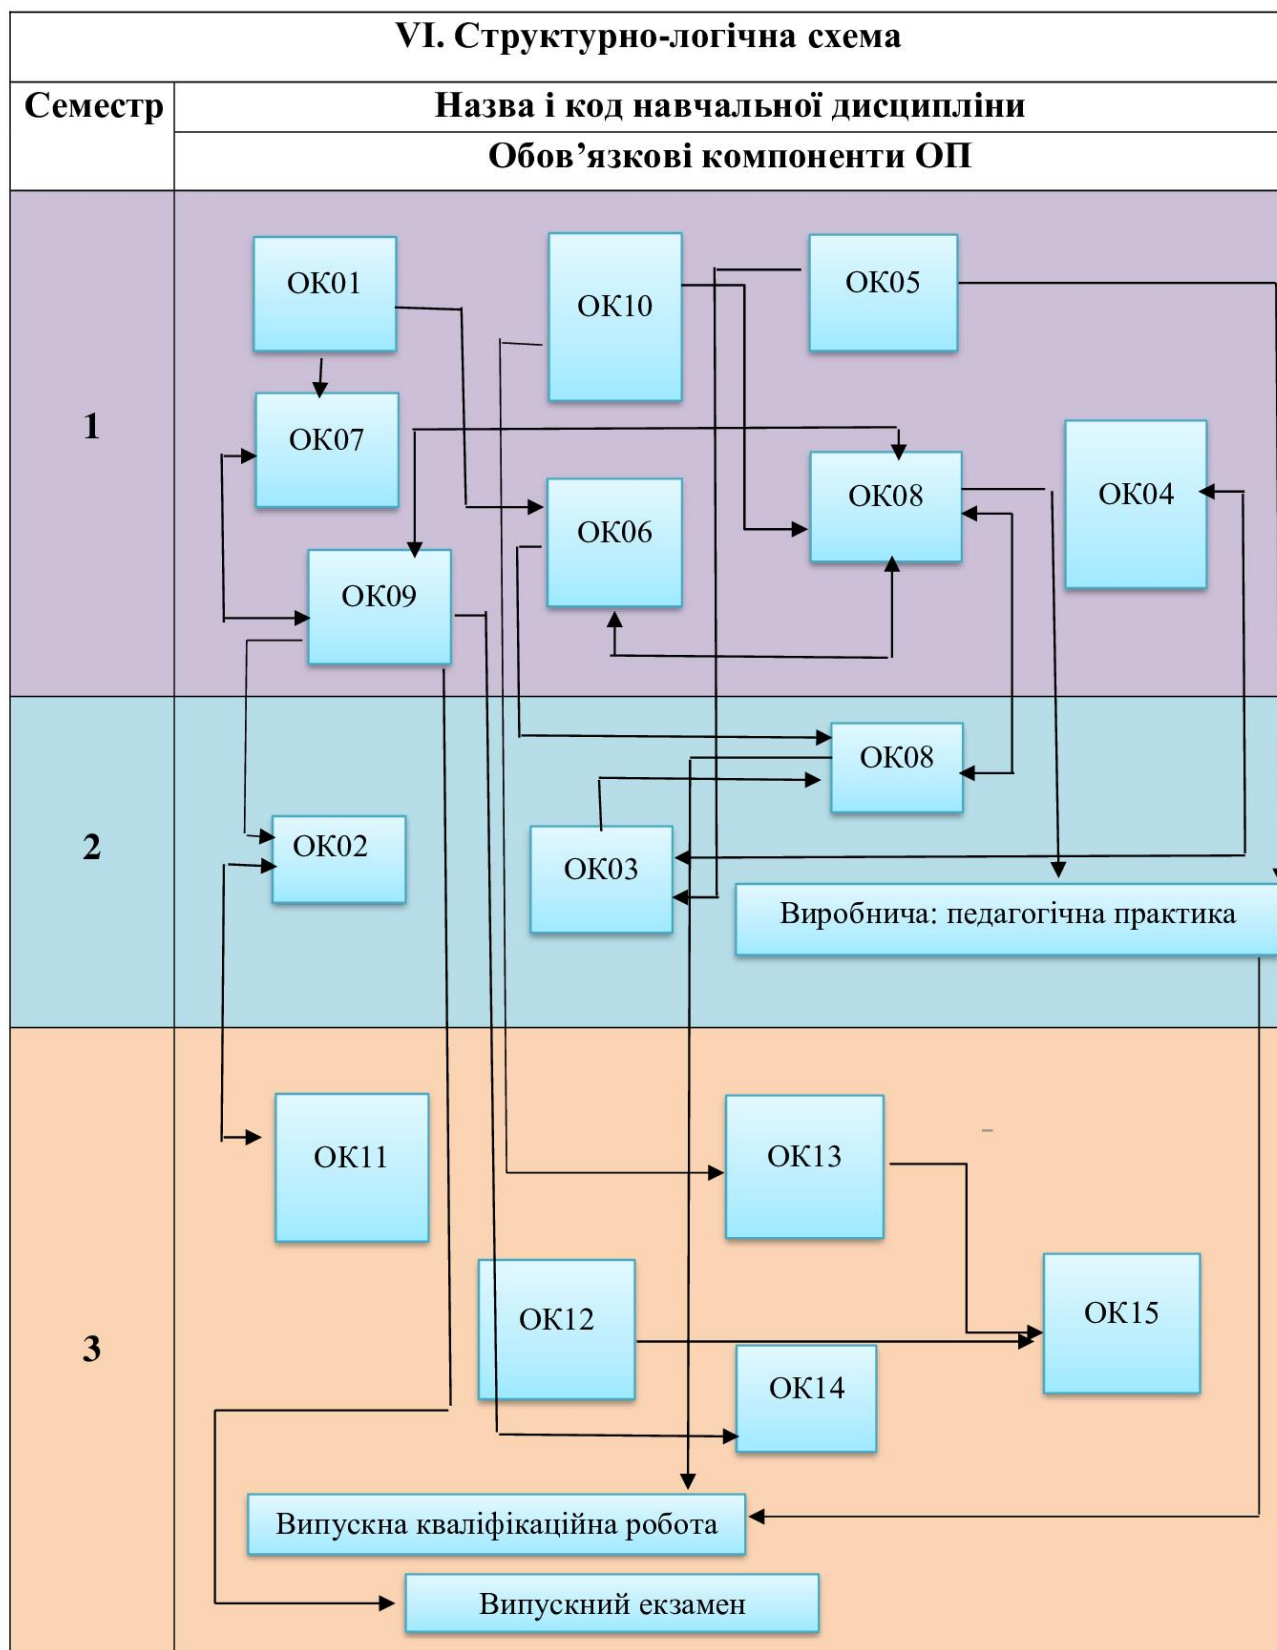 VI. Структурно-логічна схема
Семестр
Назва і код навчальної дисципліни
Обов’язкові компоненти ОП
1
ОК01
ОК10
ОК05
ОК07
ОК08
ОК04
ОК06
ОК09
2
ОК08
ОК02
ОК03
Виробнича: педагогічна практика
3
ОК11
ОК13
ОК12
ОК15
ОК14
Випускна кваліфікаційна робота
Випускний екзамен